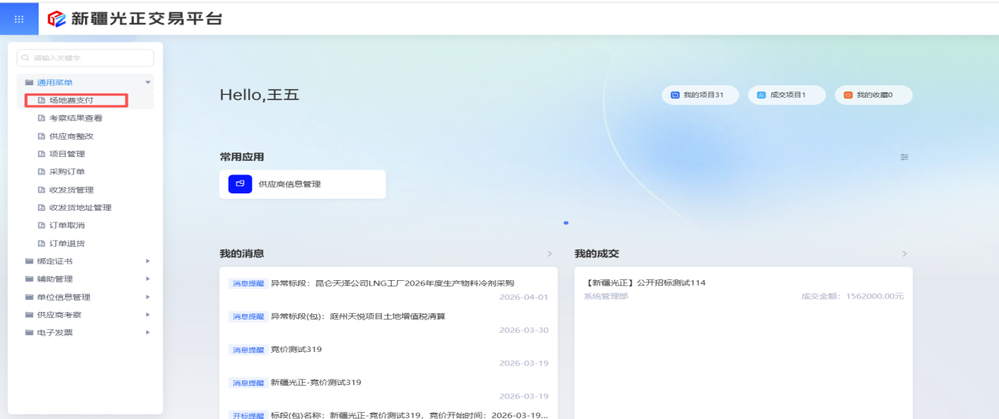 新疆光正交易平台
请输入关键字
通用菜单
场地费支付
考察结果查看
供应商整改
项目管理
采购订单
收发货管理
收发货地址管理
订单取消
订单退货
绑定证书
辅助管理
单位信息管理
供应商考察
电子发票
Hello,王五
我的项目31
成交项目1
我的收藏0
常用应用
供应商信息管理
我的消息
消息提醒 异常标段：昆仑天泽公司LNG工厂2026年度生产物料冷剂采购
2026-04-01
消息提醒 异常标段(包)：庭州天悦项目土地增值税清算
2026-03-30
消息提醒 竞价测试319
2026-03-19
消息提醒 新疆光正-竞价测试319
2026-03-19
开标提醒 标段(包)名称：新疆光正-竞价测试319，竞价开始时间：2026-03-19...
我的成交
【新疆光正】公开招标测试114
系统管理部 成交金额：1562000.00元